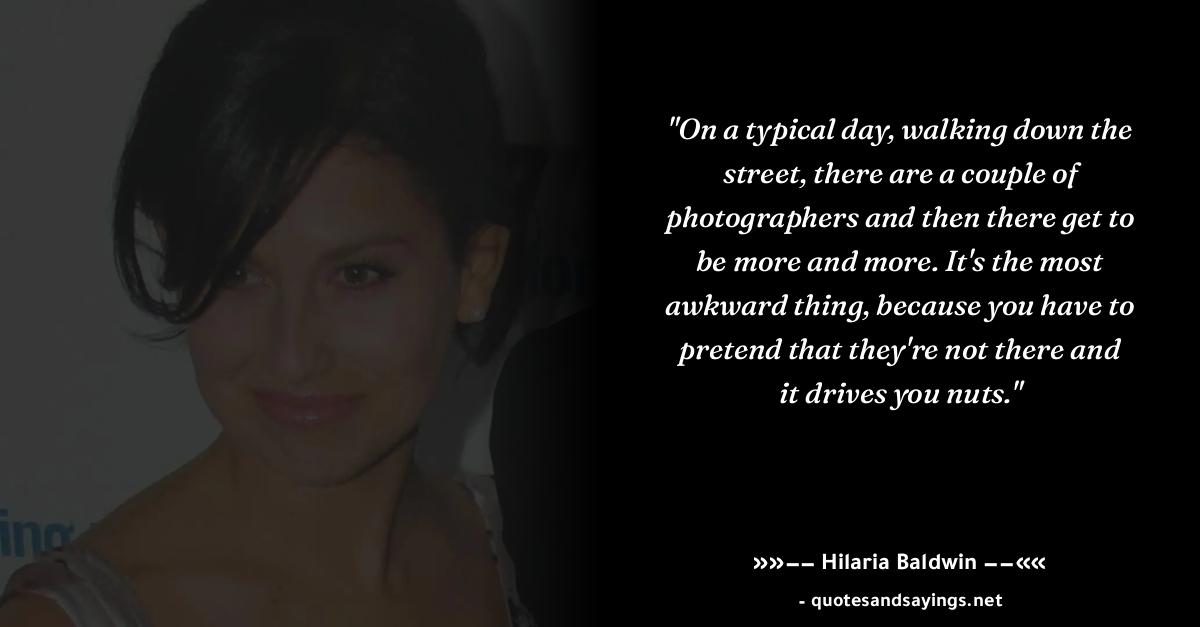 "On a typical day, walking down the
street, there are a couple of
photographers and then there get to
be more and more. It's the most
awkward thing, because you have to
pretend that they're not there and
it drives you nuts."
»»−− Hilaria Baldwin −−««
- quotesandsayings.net
ing